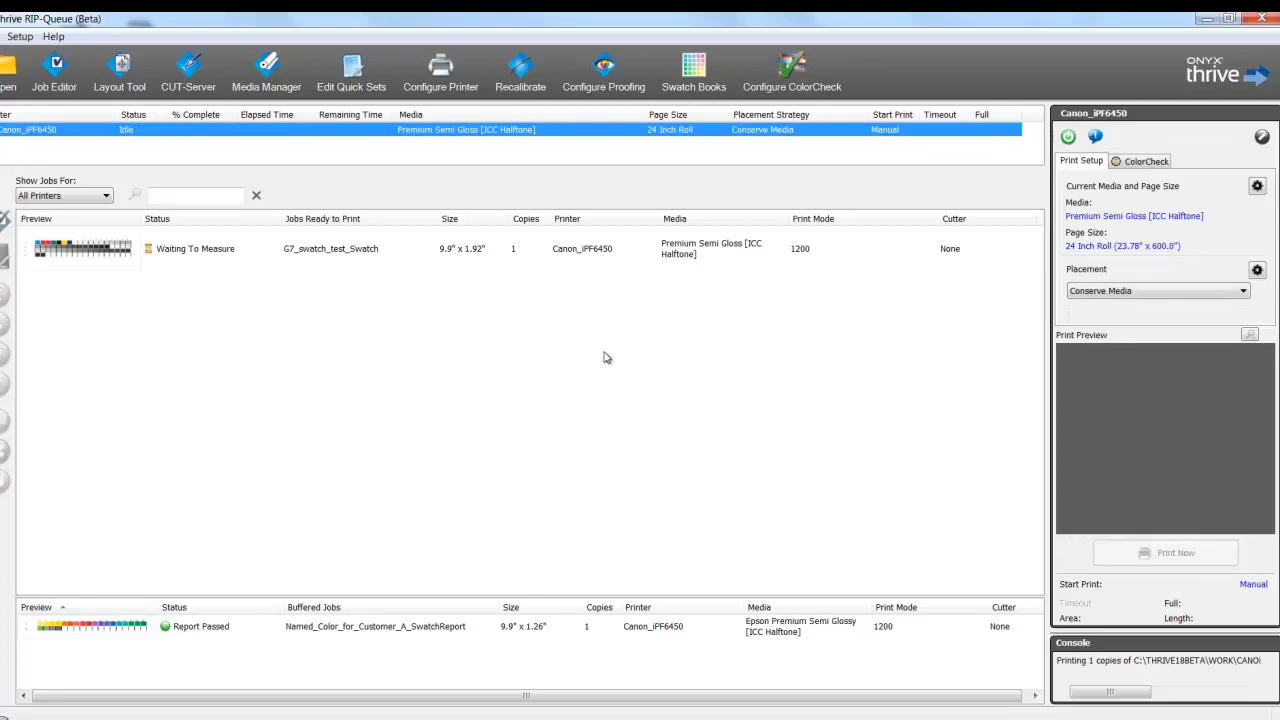 hrive RIP-Queue (Beta)
Setup Help
pen Job Editor Layout Tool CUT-Server Media Manager Edit Quick Sets Configure Printer Recalibrate Configure Proofing Swatch Books Configure ColorCheck
ONYX
thrive
ter Status % Complete Elapsed Time Remaining Time Media Page Size Placement Strategy Start Print Timeout Full
Canon_iPF6450 Idle Premium Semi Gloss [ICC Halftone] 24 Inch Roll Conserve Media Manual
Show Jobs For:
All Printers
Preview Status Jobs Ready to Print Size Copies Printer Media Print Mode Cutter
Waiting To Measure G7_swatch_test_Swatch 9.9" x 1.92" 1 Canon_iPF6450 Premium Semi Gloss [ICC 1200 None
Halftone]
Preview Status Buffered Jobs Size Copies Printer Media Print Mode Cutter
Report Passed Named_Color_for_Customer_A_SwatchReport 9.9" x 1.26" 1 Canon_iPF6450 Epson Premium Semi Glossy 1200 None
[ICC Halftone]
Canon_iPF6450
Print Setup ColorCheck
Current Media and Page Size
Media:
Premium Semi Gloss [ICC Halftone]
Page Size:
24 Inch Roll (23.78" x 600.0")
Placement
Conserve Media
Print Preview
Print Now
Start Print: Manual
Timeout Full:
Area: Length:
Console
Printing 1 copies of C:\THRIVE18BETA\WORK\CANO